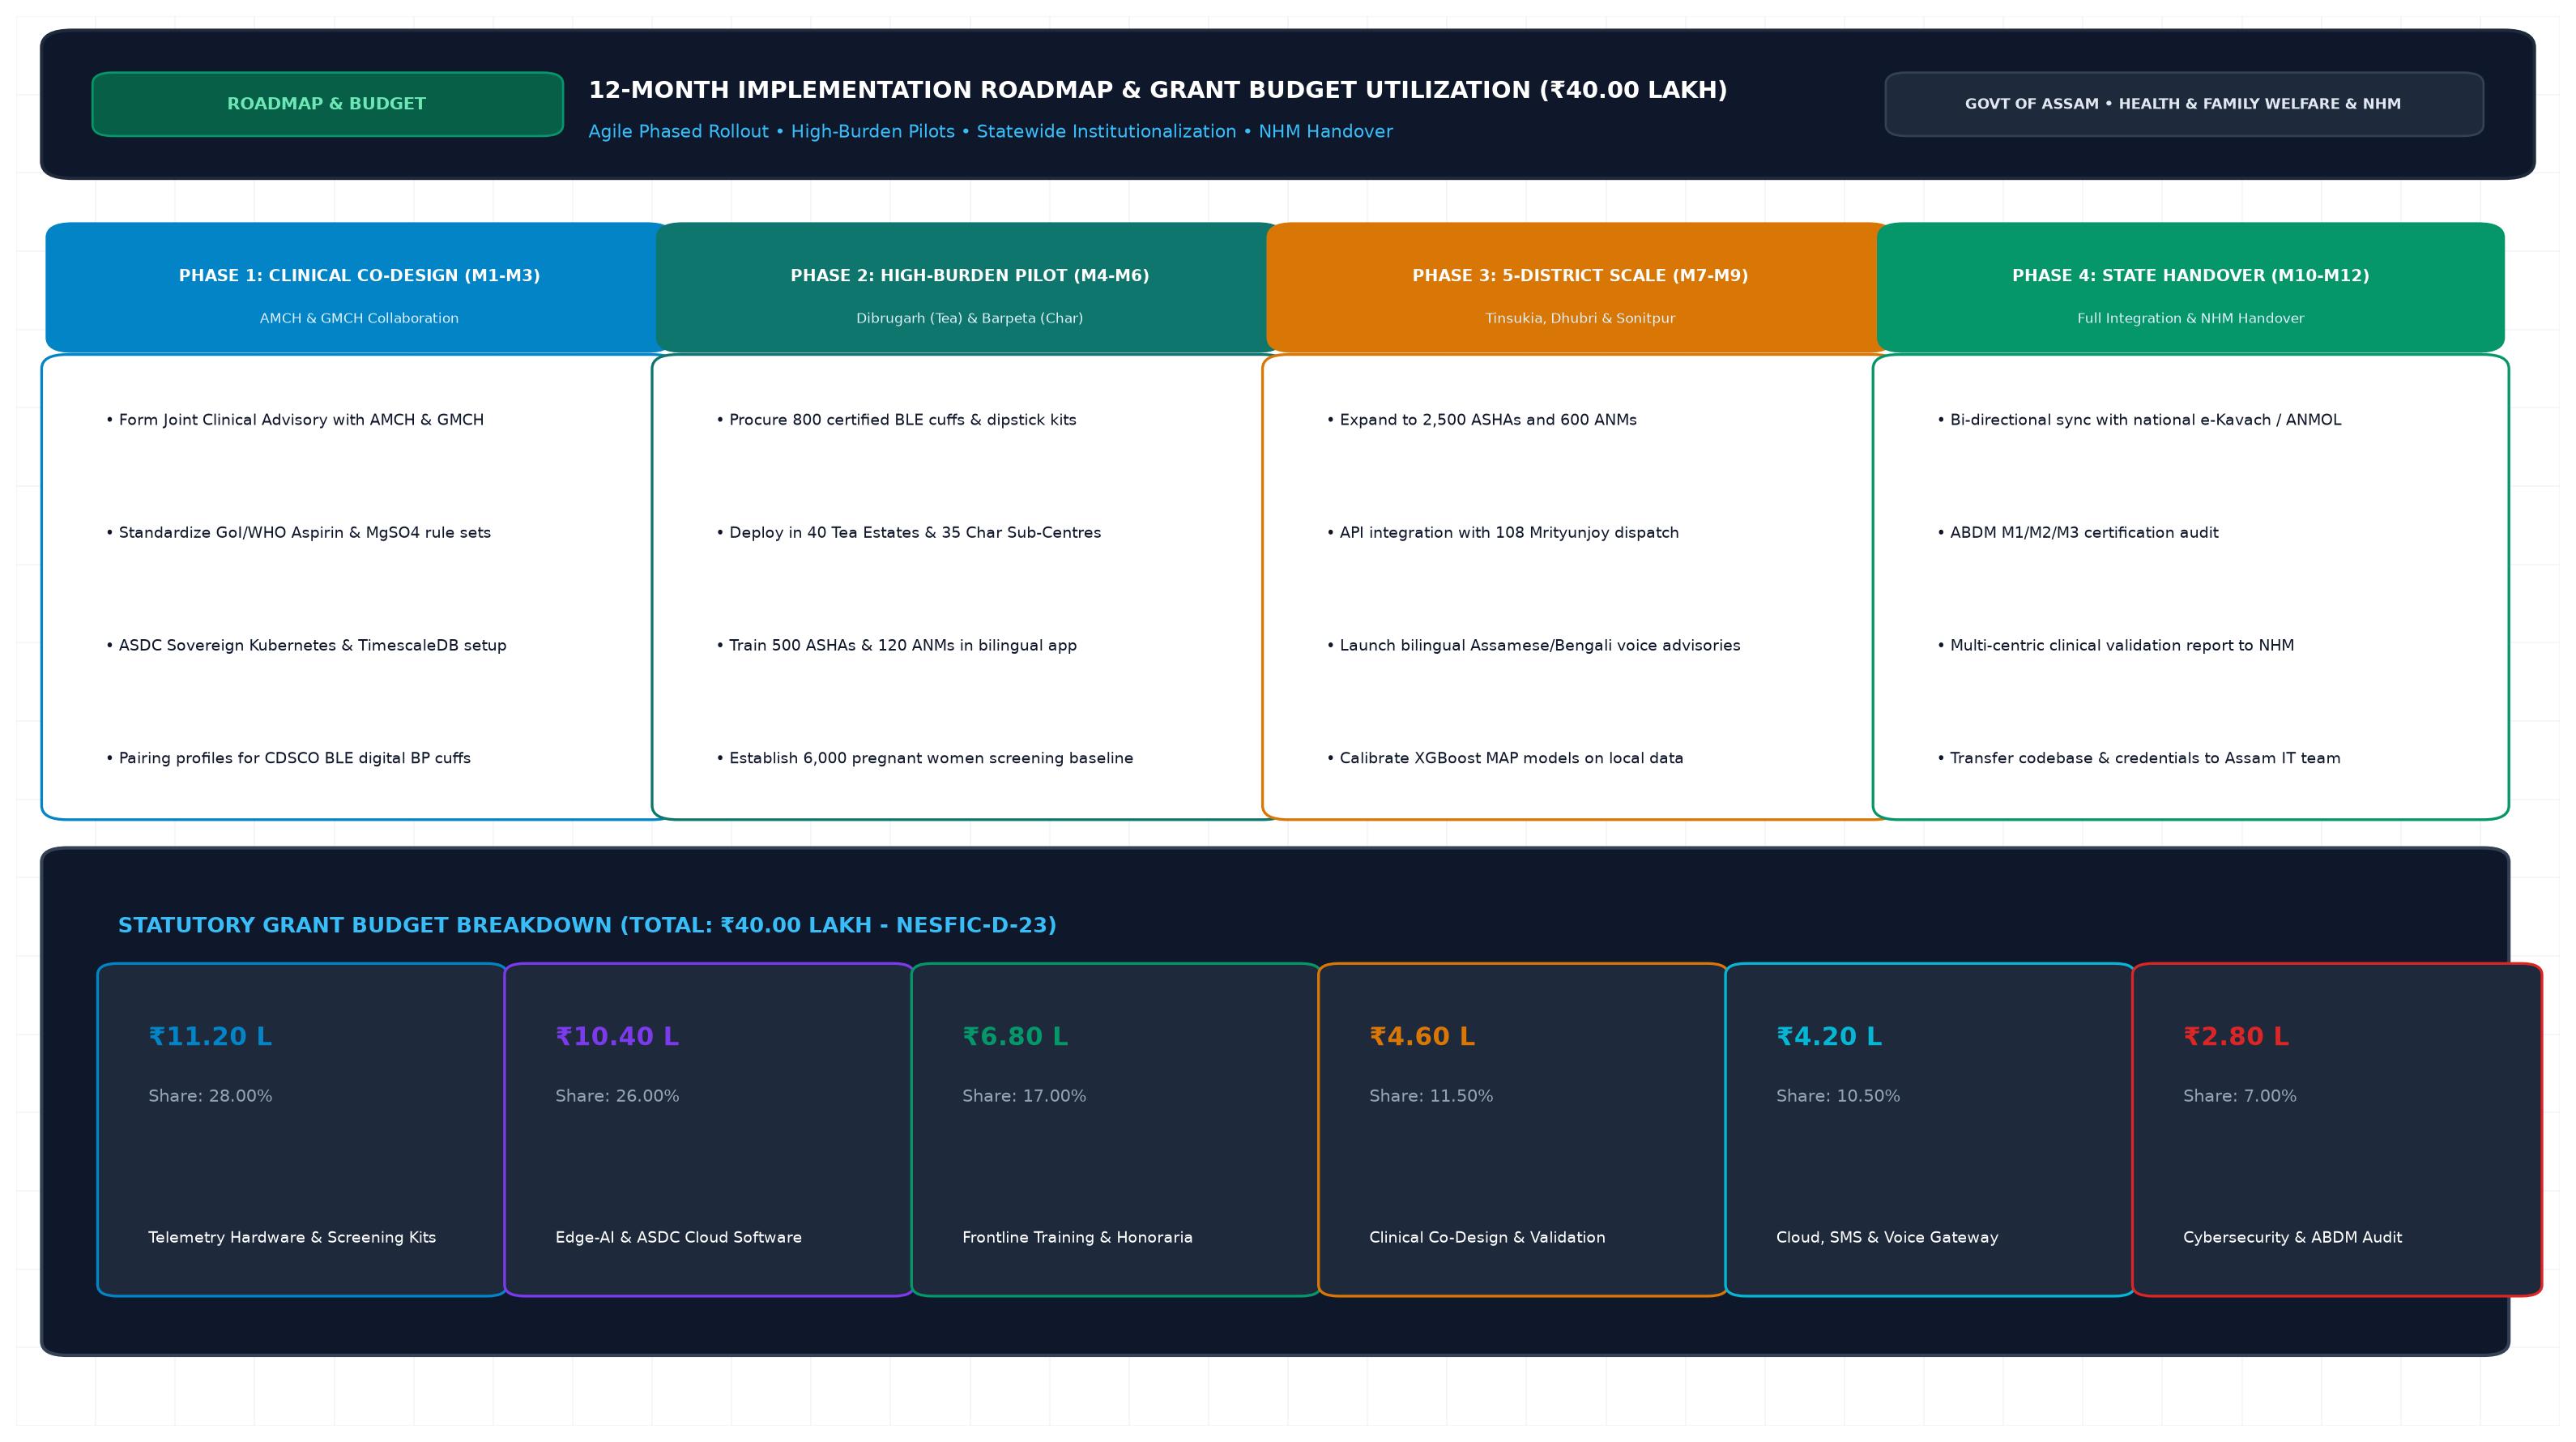 ROADMAP & BUDGET
12-MONTH IMPLEMENTATION ROADMAP & GRANT BUDGET UTILIZATION (₹40.00 LAKH)
Agile Phased Rollout • High-Burden Pilots • Statewide Institutionalization • NHM Handover
GOVT OF ASSAM • HEALTH & FAMILY WELFARE & NHM
PHASE 1: CLINICAL CO-DESIGN (M1-M3)
AMCH & GMCH Collaboration
• Form Joint Clinical Advisory with AMCH & GMCH
• Standardize GoI/WHO Aspirin & MgSO4 rule sets
• ASDC Sovereign Kubernetes & TimescaleDB setup
• Pairing profiles for CDSCO BLE digital BP cuffs
PHASE 2: HIGH-BURDEN PILOT (M4-M6)
Dibrugarh (Tea) & Barpeta (Char)
• Procure 800 certified BLE cuffs & dipstick kits
• Deploy in 40 Tea Estates & 35 Char Sub-Centres
• Train 500 ASHAs & 120 ANMs in bilingual app
• Establish 6,000 pregnant women screening baseline
PHASE 3: 5-DISTRICT SCALE (M7-M9)
Tinsukia, Dhubri & Sonitpur
• Expand to 2,500 ASHAs and 600 ANMs
• API integration with 108 Mrityunjoy dispatch
• Launch bilingual Assamese/Bengali voice advisories
• Calibrate XGBoost MAP models on local data
PHASE 4: STATE HANDOVER (M10-M12)
Full Integration & NHM Handover
• Bi-directional sync with national e-Kavach / ANMOL
• ABDM M1/M2/M3 certification audit
• Multi-centric clinical validation report to NHM
• Transfer codebase & credentials to Assam IT team
STATUTORY GRANT BUDGET BREAKDOWN (TOTAL: ₹40.00 LAKH - NESFIC-D-23)
₹11.20 L
Share: 28.00%
Telemetry Hardware & Screening Kits
₹10.40 L
Share: 26.00%
Edge-AI & ASDC Cloud Software
₹6.80 L
Share: 17.00%
Frontline Training & Honoraria
₹4.60 L
Share: 11.50%
Clinical Co-Design & Validation
₹4.20 L
Share: 10.50%
Cloud, SMS & Voice Gateway
₹2.80 L
Share: 7.00%
Cybersecurity & ABDM Audit